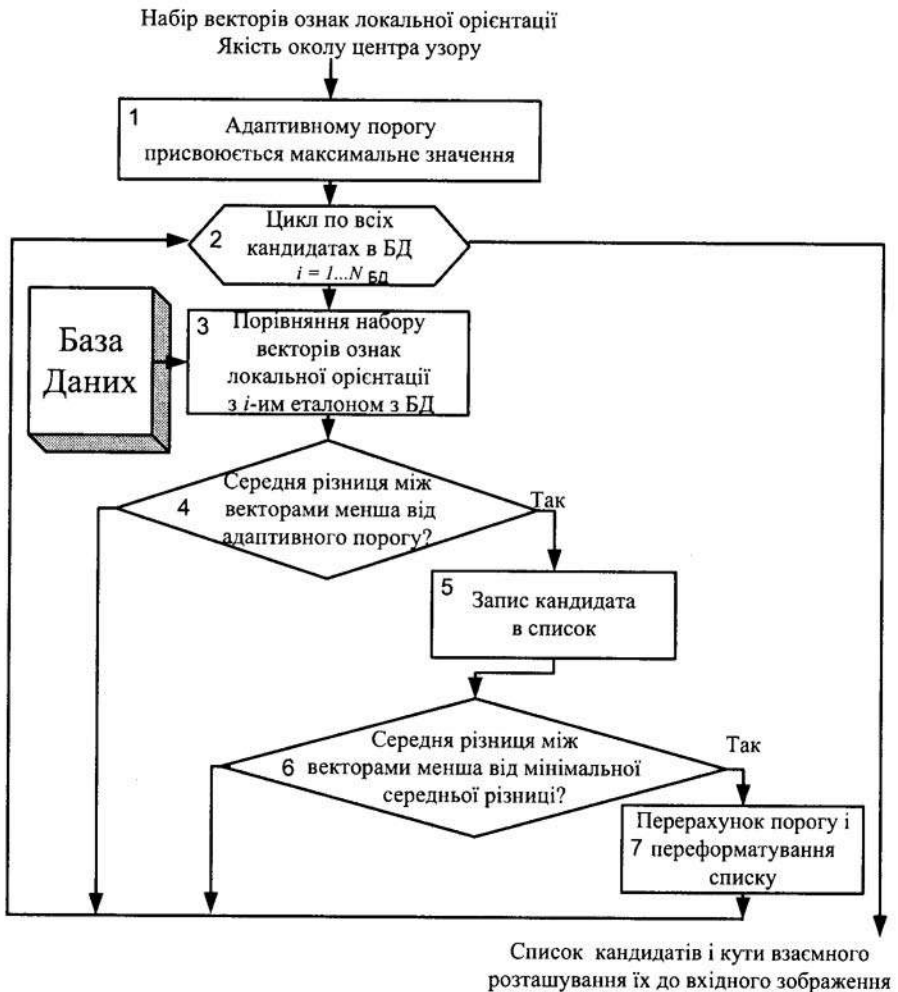 Набір векторів ознак локальної орієнтації
Якість околу центра узору
1
Адаптивному порогу
присвоюється максимальне значення
Цикл по всіх
2 кандидатах в БД
i = 1...N БД
База
Даних
3 Порівняння набору
векторів ознак
локальної орієнтації
з i-им еталоном з БД
Середня різниця між
4 векторами менша від
адаптивного порогу?
Так
5
Запис кандидата
в список
Середня різниця між
6 векторами менша від мінімальної
середньої різниці?
Так
Перерахунок порогу і
7 переформатування
списку
Список кандидатів і кути взаємного
розташування їх до вхідного зображення